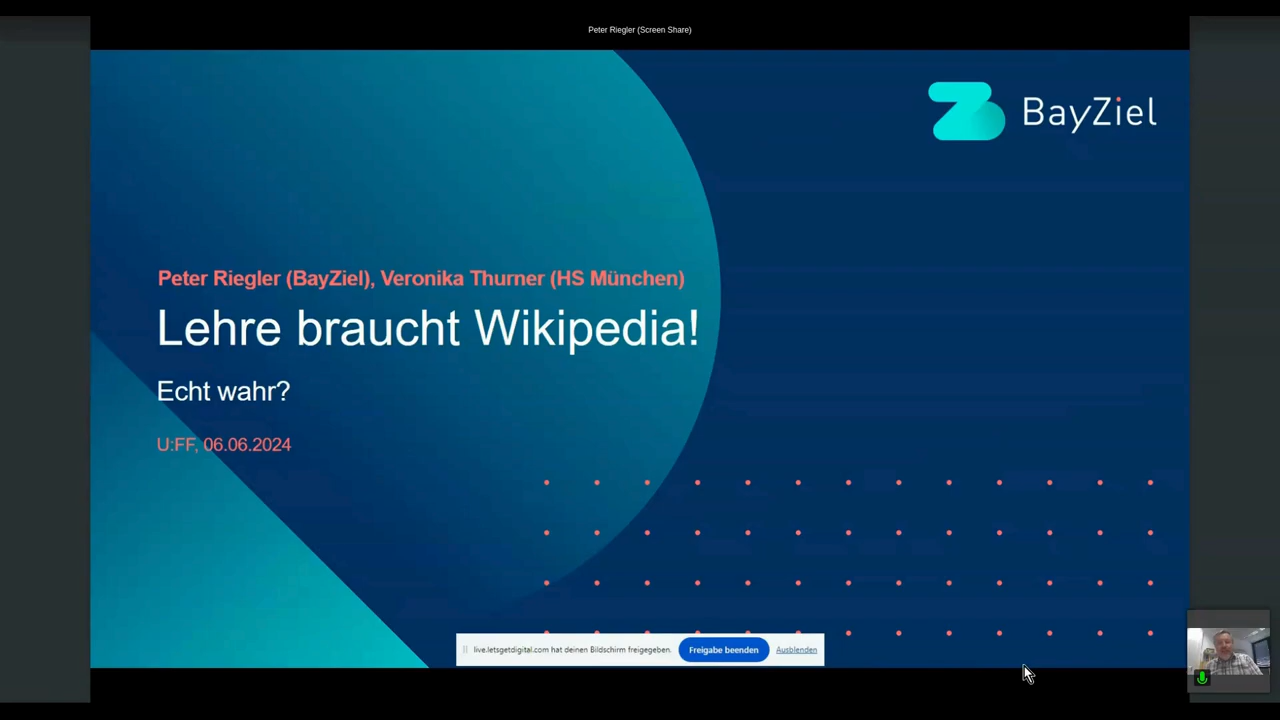 Peter Riegler (Screen Share)
BayZiel
Peter Riegler (BayZiel), Veronika Thurner (HS München)
Lehre braucht Wikipedia!
Echt wahr?
U:FF, 06.06.2024
live.letsgetdigital.com hat deinen Bildschirm freigegeben. Freigabe beenden Ausblenden